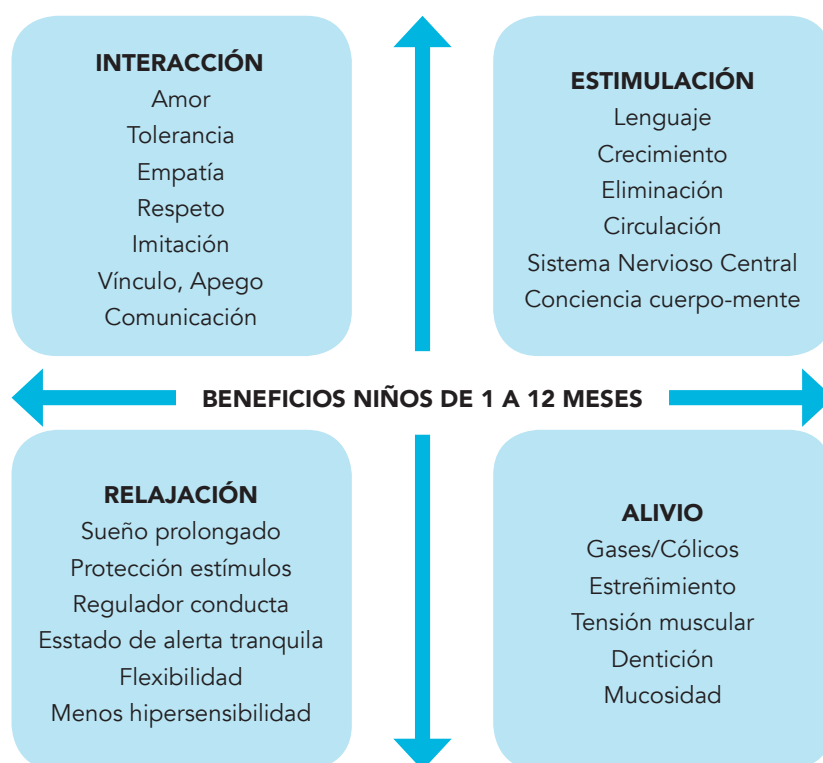 INTERACCIÓN
Amor
Tolerancia
Empatía
Respeto
Imitación
Vínculo, Apego
Comunicación
ESTIMULACIÓN
Lenguaje
Crecimiento
Eliminación
Circulación
Sistema Nervioso Central
Conciencia cuerpo-mente
BENEFICIOS NIÑOS DE 1 A 12 MESES
RELAJACIÓN
Sueño prolongado
Protección estímulos
Regulador conducta
Esstado de alerta tranquila
Flexibilidad
Menos hipersensibilidad
ALIVIO
Gases/Cólicos
Estreñimiento
Tensión muscular
Dentición
Mucosidad